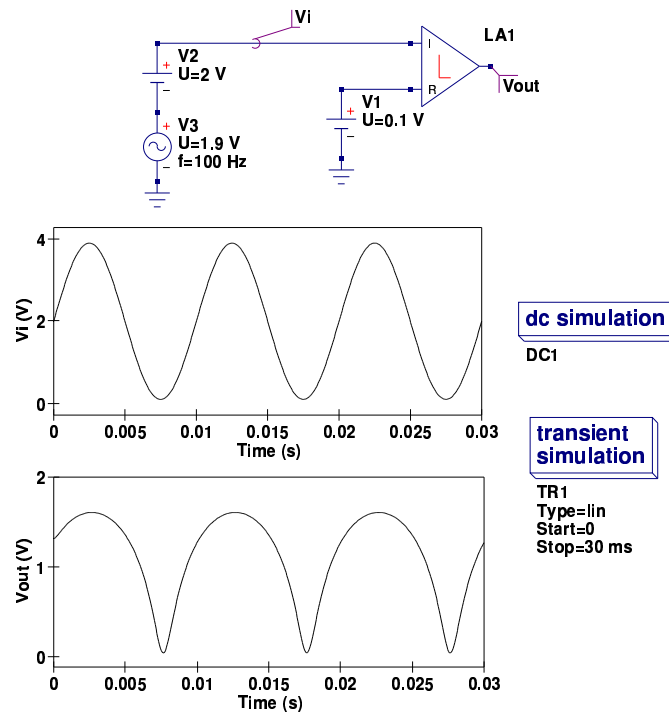 Vi
LA1
V2
U=2 V
I
R
Vout
V1
U=0.1 V
V3
U=1.9 V
f=100 Hz
+
-
+
-
+
-
4
2
0
Vi (V)
0 0.005 0.01 0.015 0.02 0.025 0.03
Time (s)
dc simulation
DC1
transient
simulation
TR1
Type=lin
Start=0
Stop=30 ms
2
1
0
Vout (V)
0 0.005 0.01 0.015 0.02 0.025 0.03
Time (s)